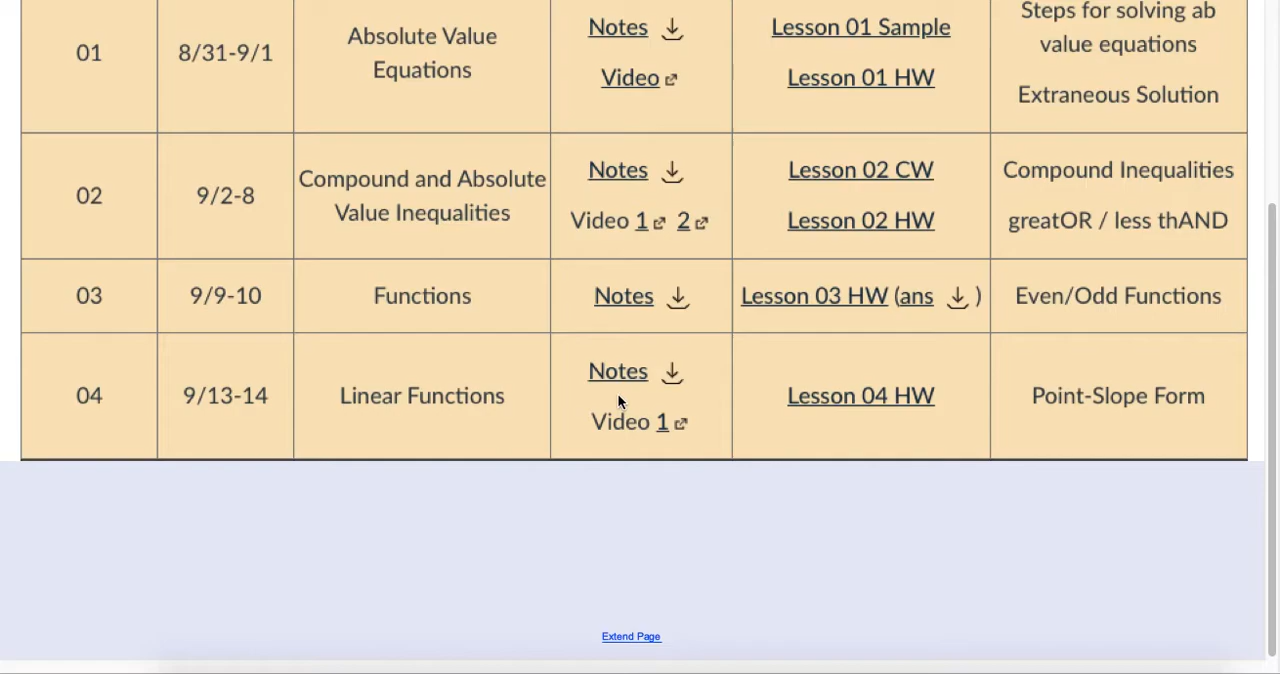 01
8/31-9/1
Absolute Value
Equations
Notes
Video
Lesson 01 Sample
Lesson 01 HW
Steps for solving ab
value equations
Extraneous Solution
02
9/2-8
Compound and Absolute
Value Inequalities
Notes
Video 1 2
Lesson 02 CW
Lesson 02 HW
Compound Inequalities
greatOR / less thAND
03
9/9-10
Functions
Notes
Lesson 03 HW (ans )
Even/Odd Functions
04
9/13-14
Linear Functions
Notes
Video 1
Lesson 04 HW
Point-Slope Form
Extend Page